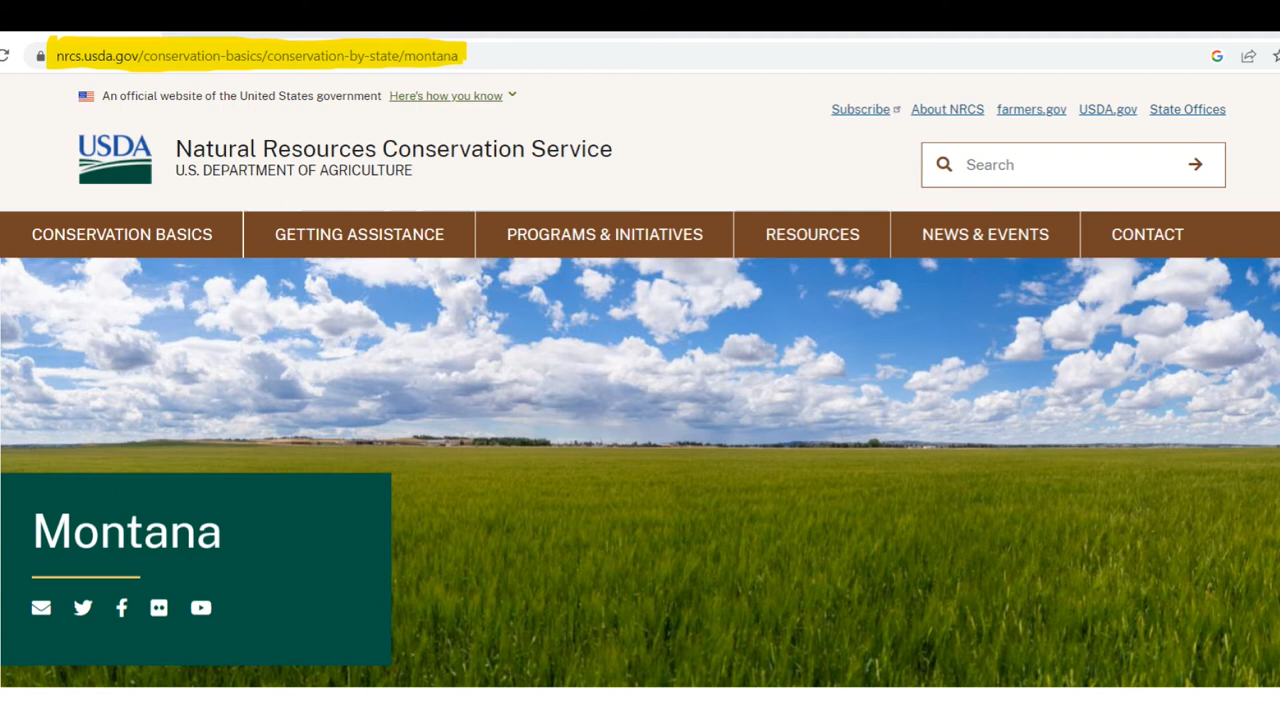 nrcs.usda.gov/conservation-basics/conservation-by-state/montana
An official website of the United States government Here's how you know
Subscribe About NRCS farmers.gov USDA.gov State Offices
USDA
Natural Resources Conservation Service
U.S. DEPARTMENT OF AGRICULTURE
Search
CONSERVATION BASICS GETTING ASSISTANCE PROGRAMS & INITIATIVES RESOURCES NEWS & EVENTS CONTACT
Montana